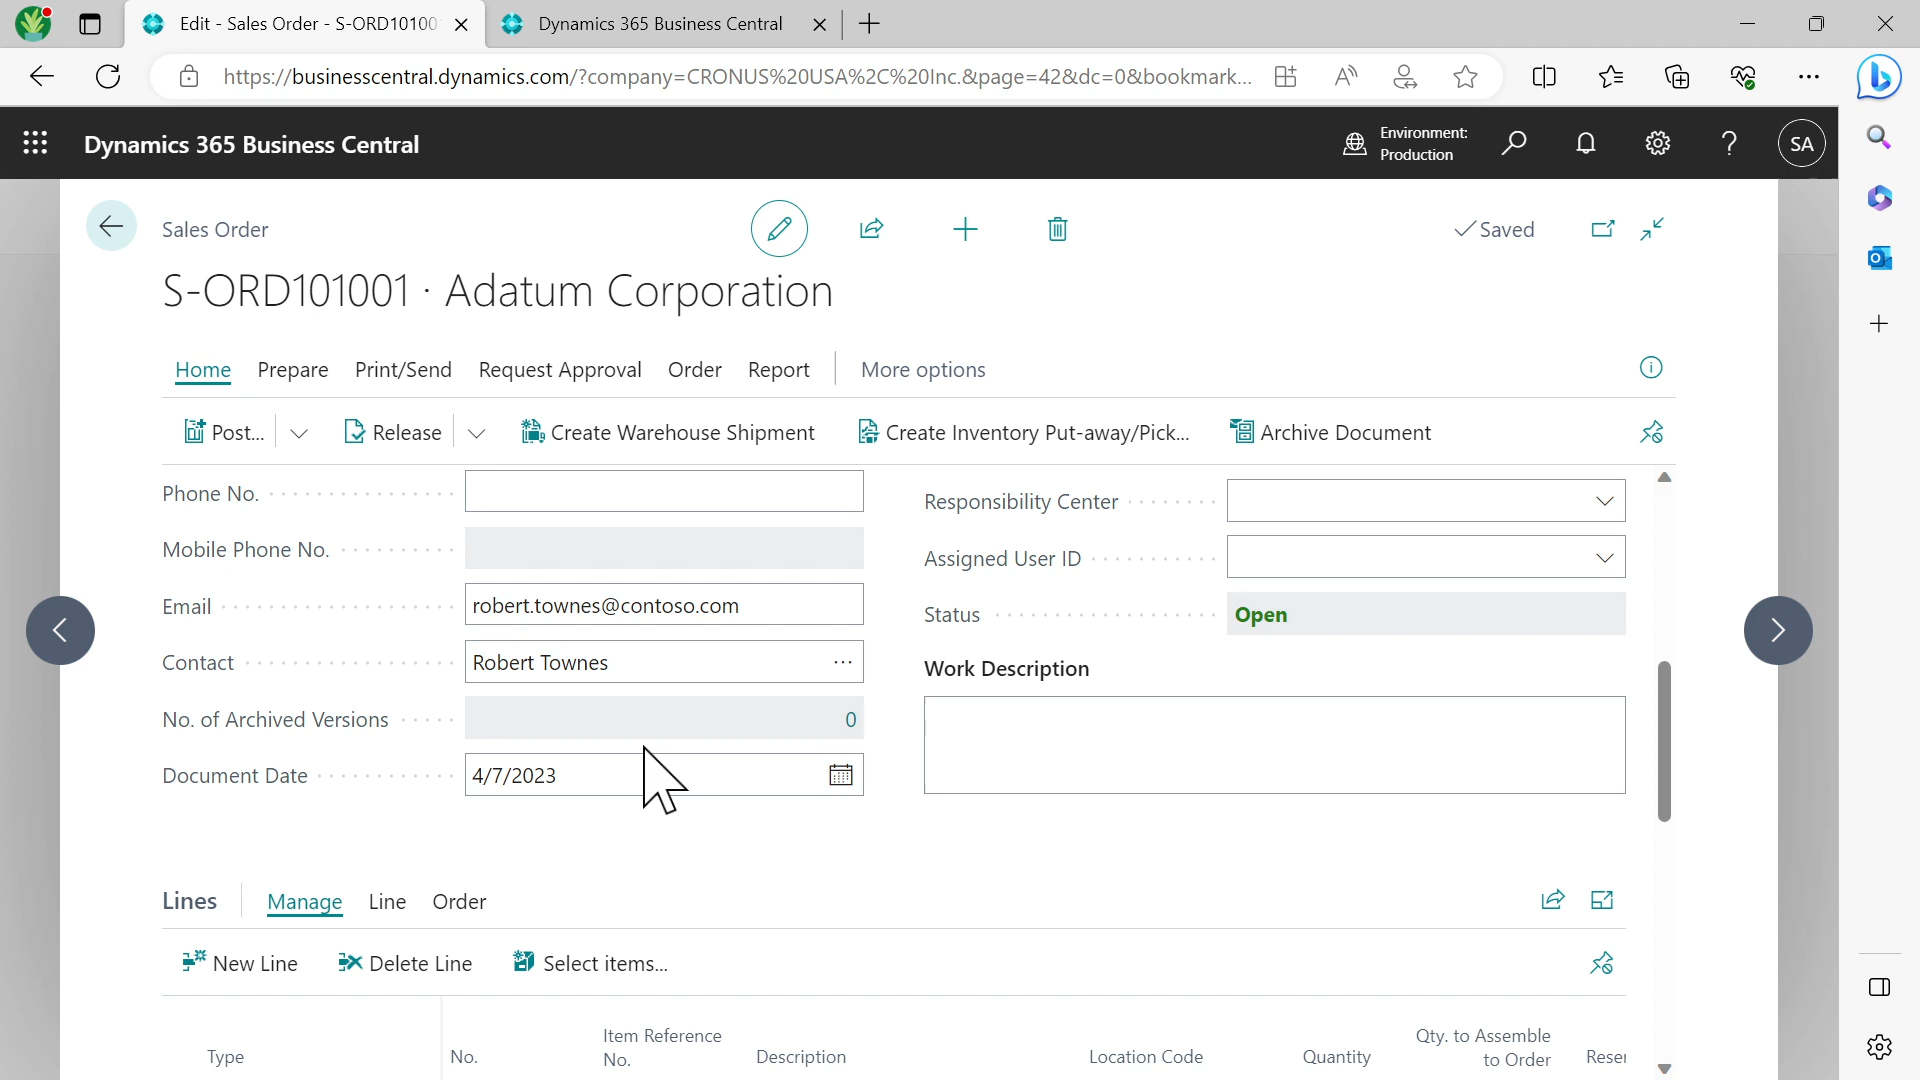 Edit - Sales Order - S-ORD10100
Dynamics 365 Business Central
https://businesscentral.dynamics.com/?company=CRONUS%20USA%2C%20Inc.&page=42&dc=0&bookmark...
Dynamics 365 Business Central
Environment:
Production
SA
Sales Order
Saved
S-ORD101001 · Adatum Corporation
Home
Prepare
Print/Send
Request Approval
Order
Report
More options
Post...
Release
Create Warehouse Shipment
Create Inventory Put-away/Pick...
Archive Document
Phone No.
Responsibility Center
Mobile Phone No.
Assigned User ID
Email
robert.townes@contoso.com
Status
Open
Contact
Robert Townes
Work Description
No. of Archived Versions
0
Document Date
4/7/2023
Lines
Manage
Line
Order
New Line
Delete Line
Select items...
Type
No.
Item Reference
No.
Description
Location Code
Quantity
Qty. to Assemble
to Order
Reser